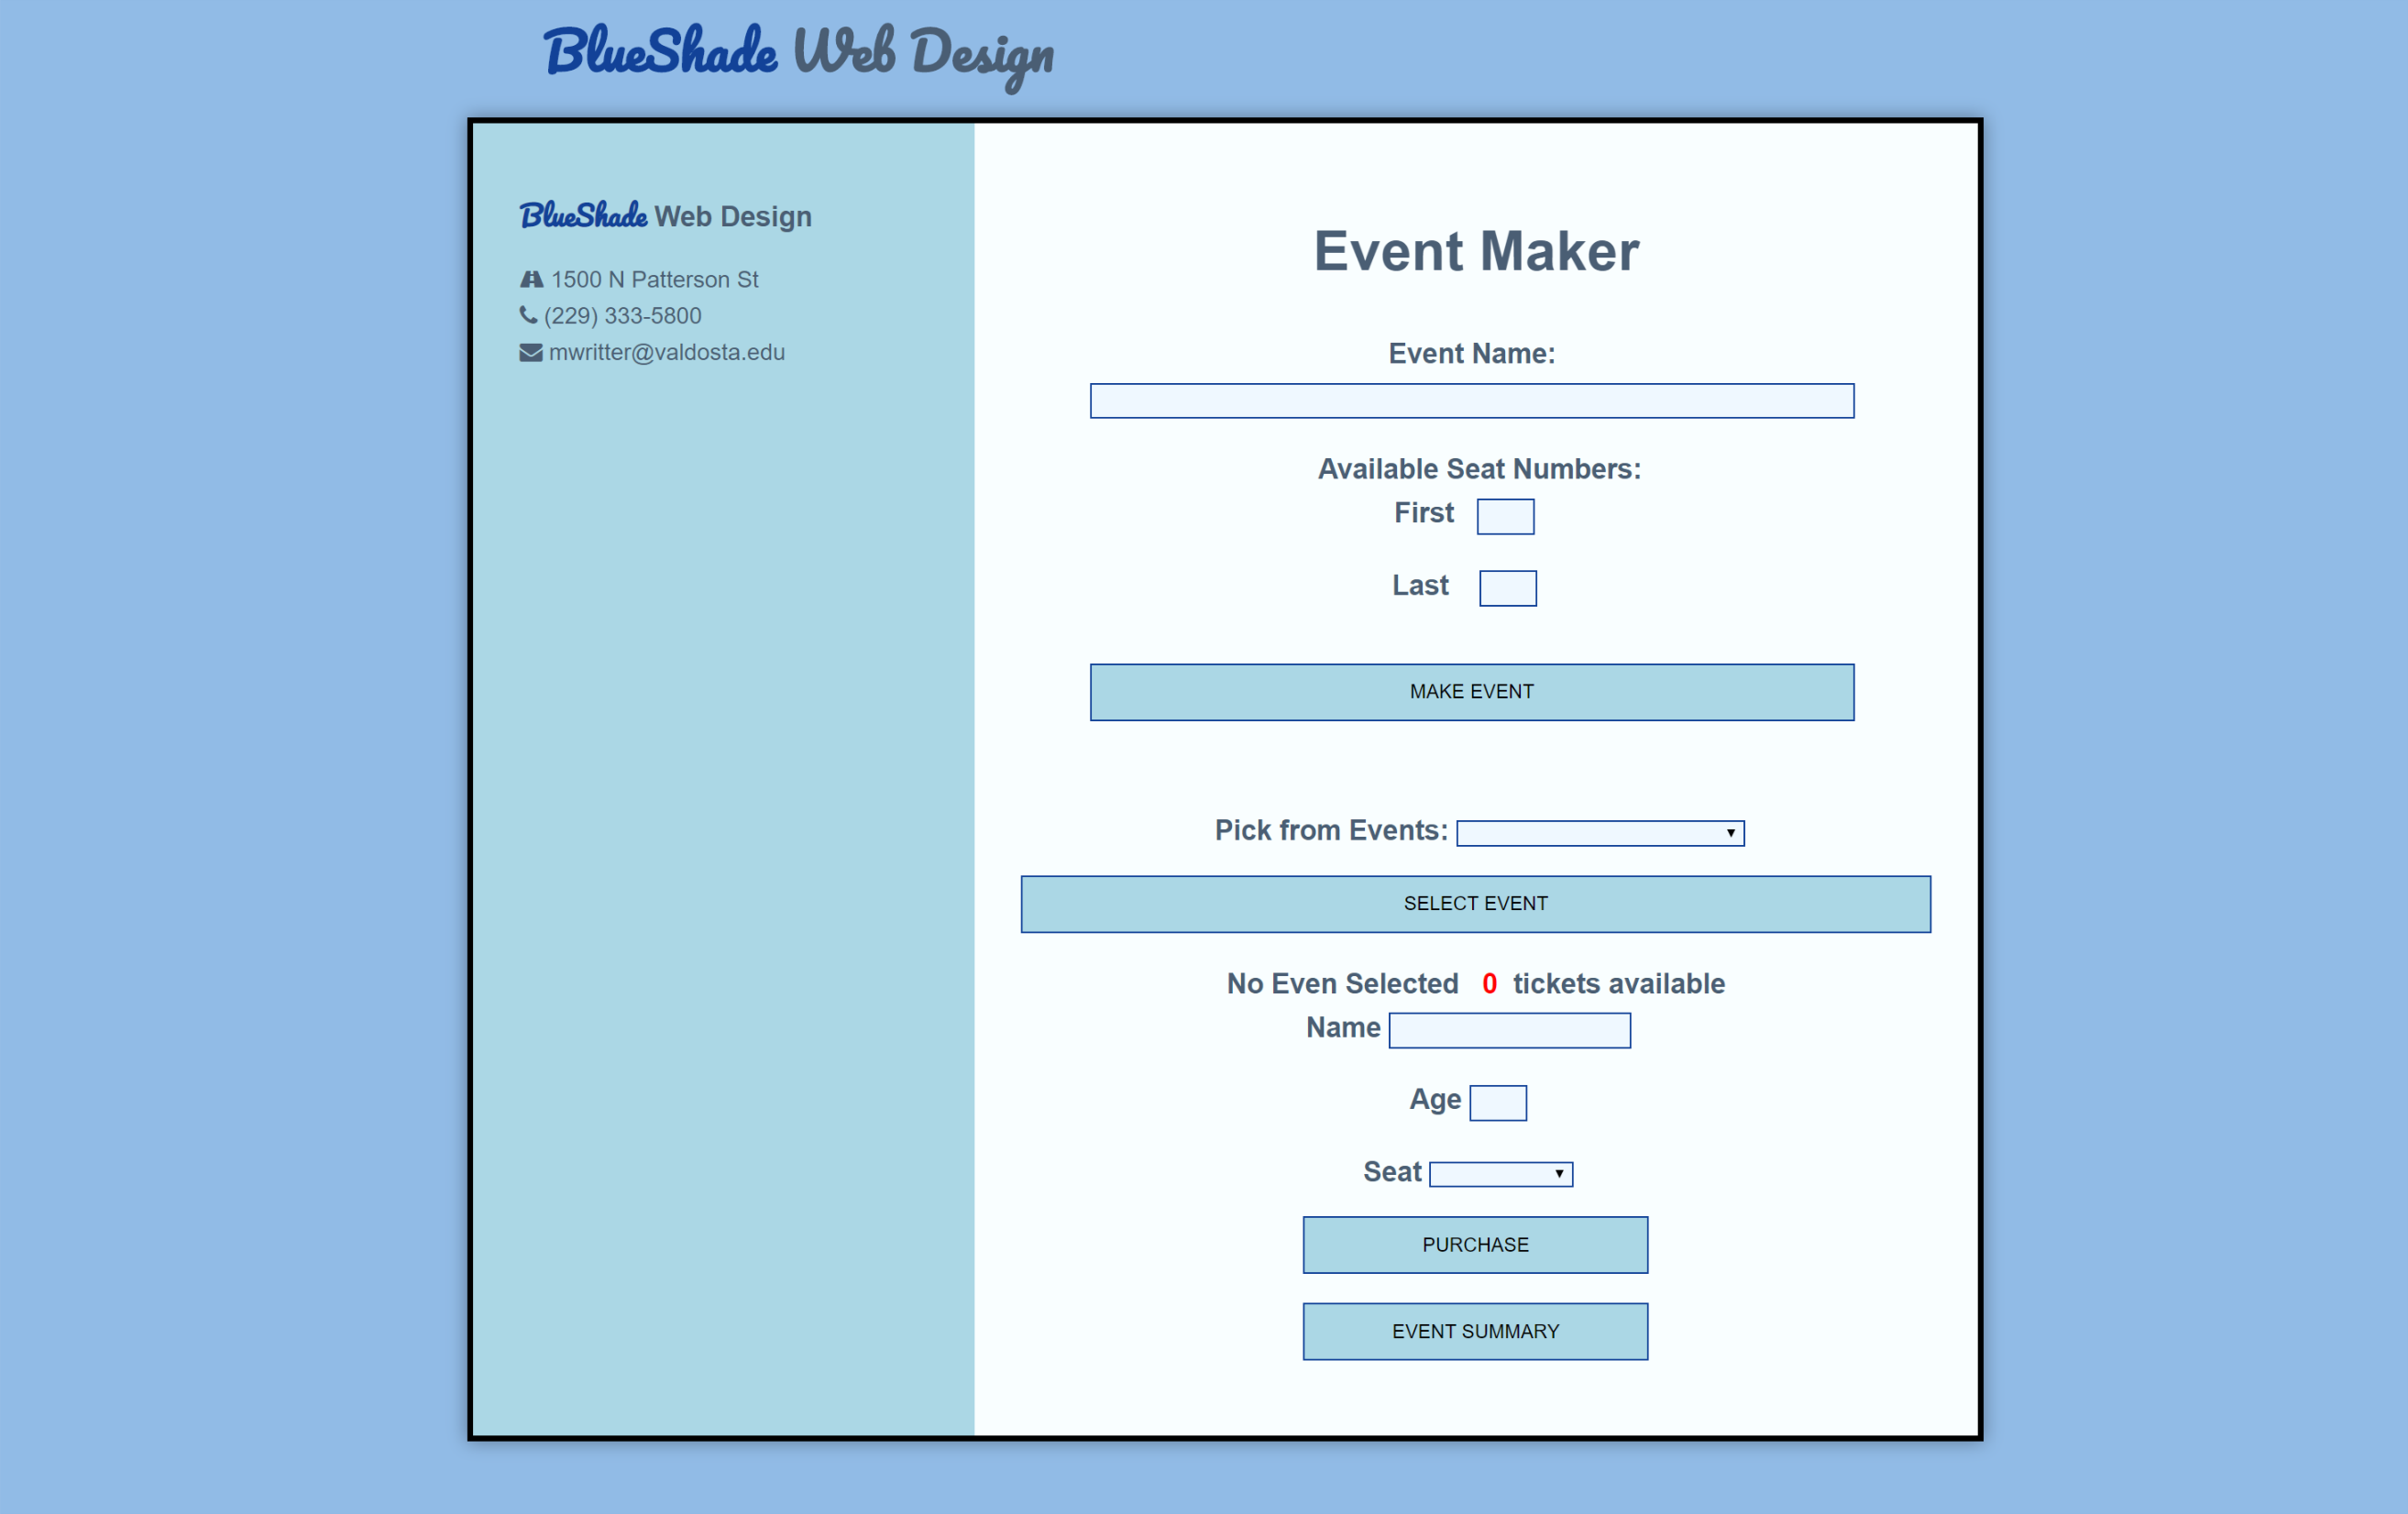 BlueShade Web Design
BlueShade Web Design
1500 N Patterson St
(229) 333-5800
mwritter@valdosta.edu
Event Maker
Event Name:
Available Seat Numbers:
First
Last
MAKE EVENT
Pick from Events:
SELECT EVENT
No Even Selected 0 tickets available
Name
Age
Seat
PURCHASE
EVENT SUMMARY